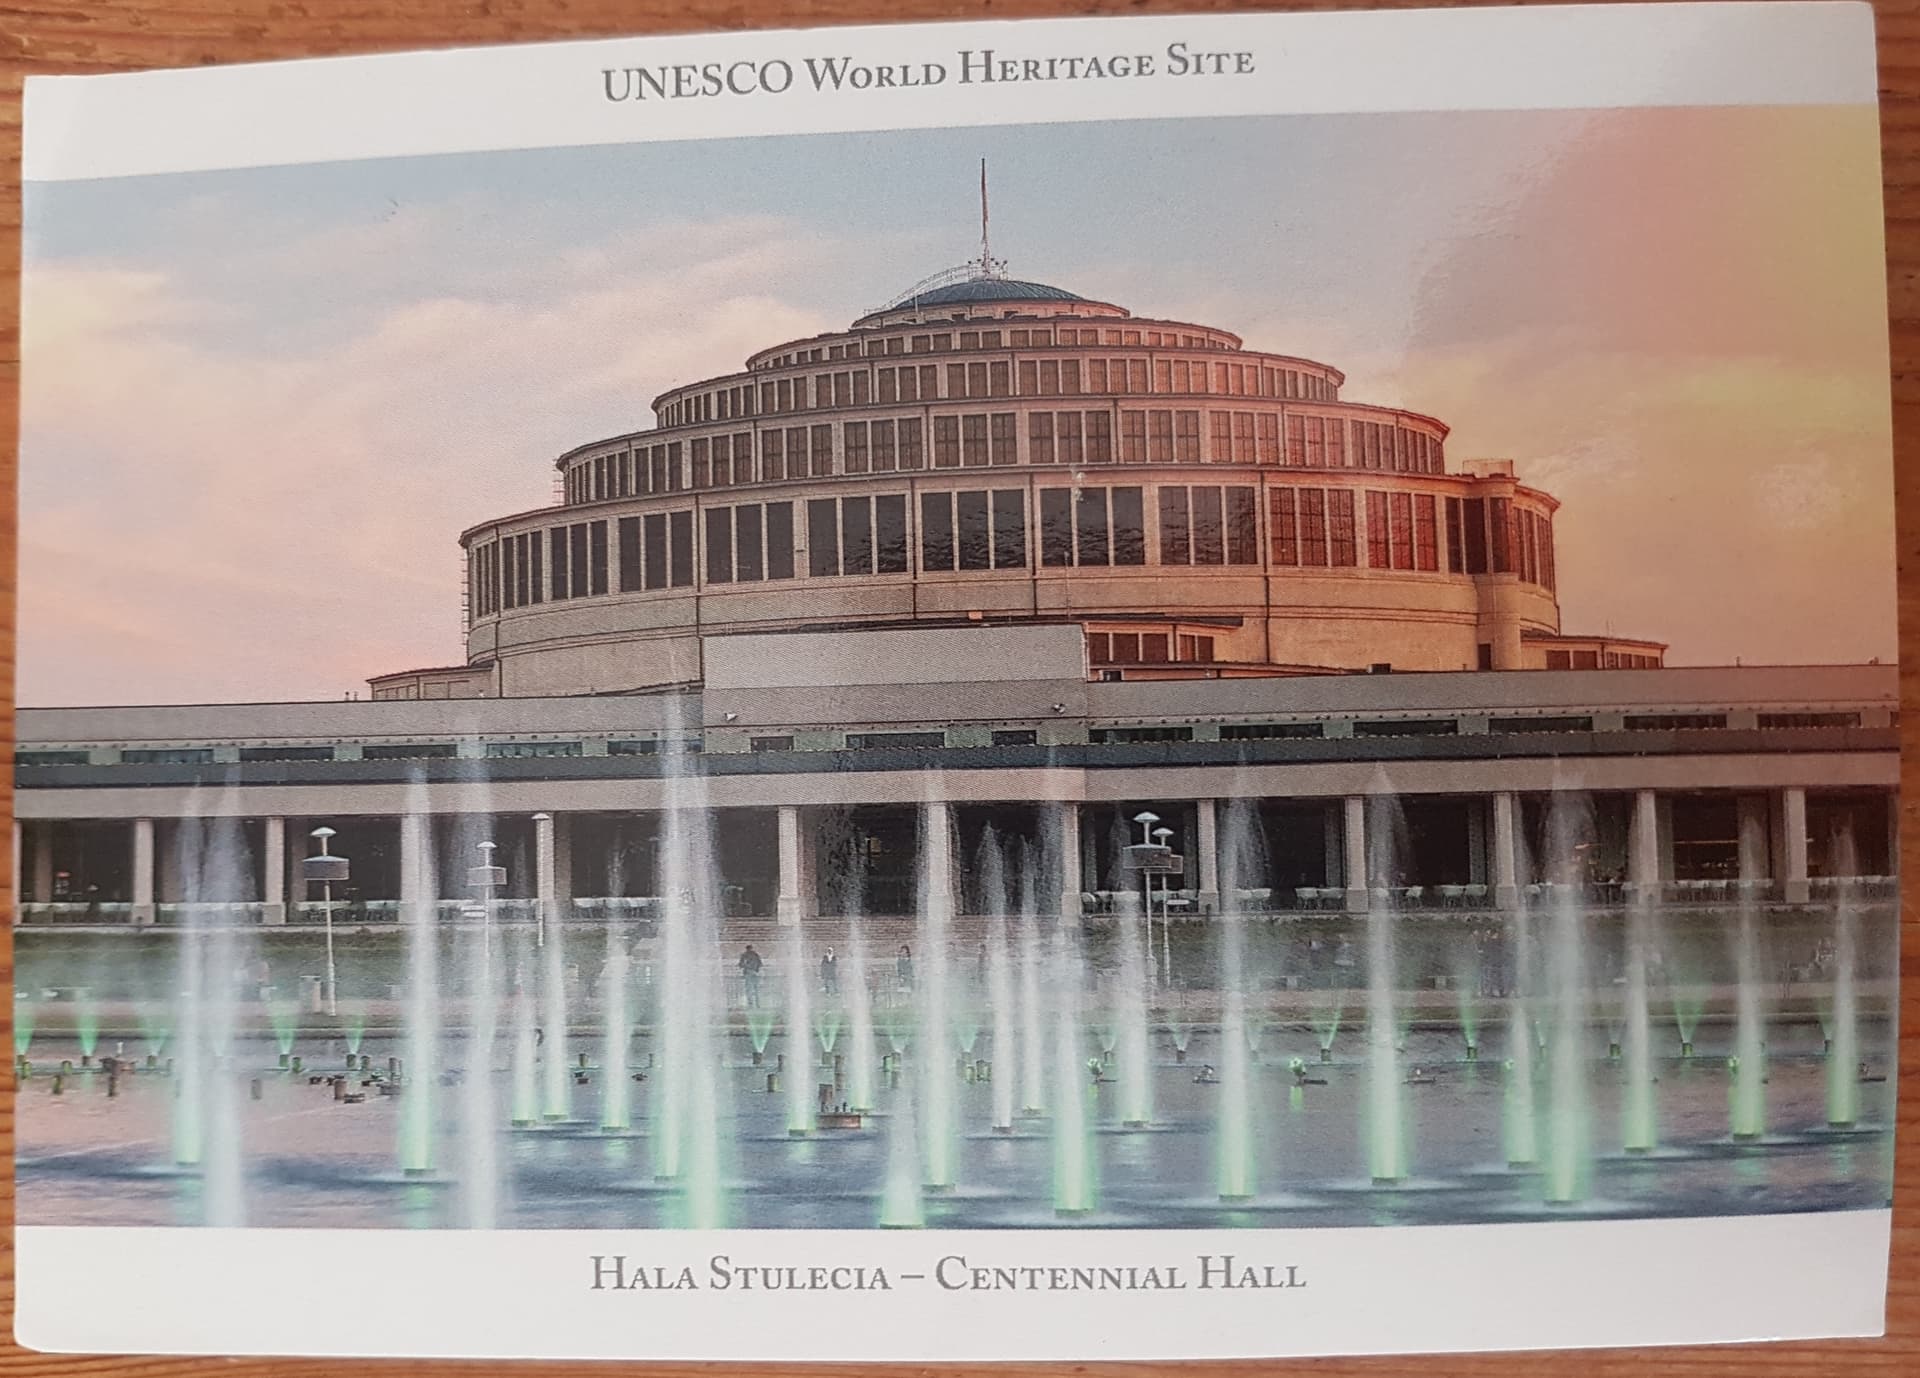 UNESCO World Heritage Site
Hala Stulecia – Centennial Hall